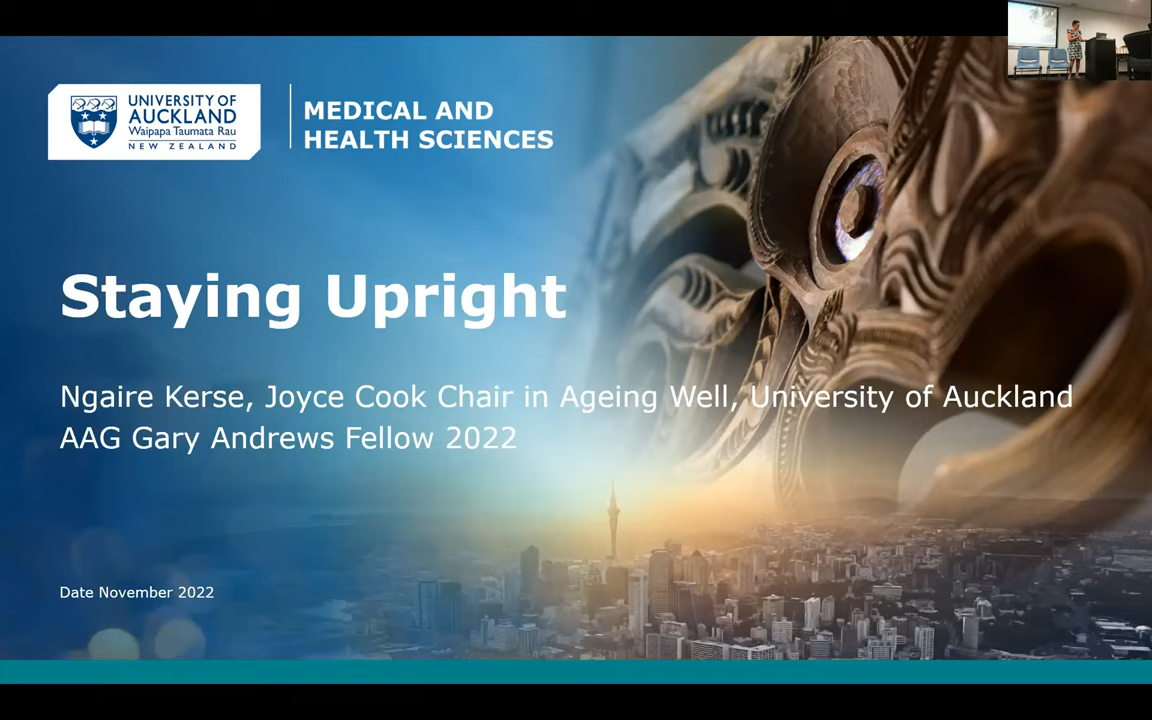 UNIVERSITY OF
AUCKLAND
Waipapa Taumata Rau
NEW ZEALAND
MEDICAL AND
HEALTH SCIENCES
Staying Upright
Ngaire Kerse, Joyce Cook Chair in Ageing Well, University of Auckland
AAG Gary Andrews Fellow 2022
Date November 2022